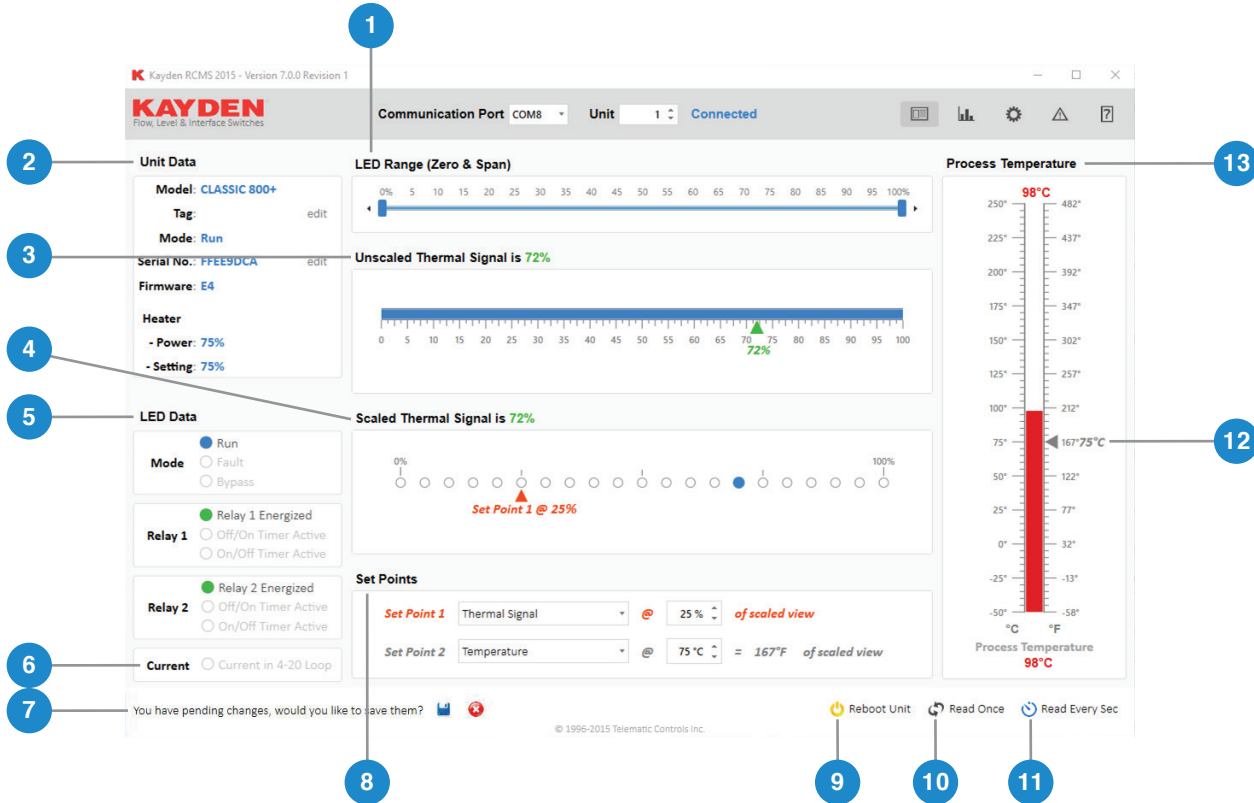 1
Kayden RCMS 2015 - Version 7.0.0 Revision 1
KAYDEN
Flow, Level & Interface Switches
Communication Port COM8 Unit 1 Connected
2
Unit Data
Model: CLASSIC 800+
Tag: edit
Mode: Run
Serial No.: FFEE9DCA edit
Firmware: E4
Heater
- Power: 75%
- Setting: 75%
LED Range (Zero & Span)
0% 5 10 15 20 25 30 35 40 45 50 55 60 65 70 75 80 85 90 95 100%
3
Unscaled Thermal Signal is 72%
0 5 10 15 20 25 30 35 40 45 50 55 60 65 70 75 80 85 90 95 100
72%
4
Scaled Thermal Signal is 72%
0% 100%
Set Point 1 @ 25%
5
LED Data
Mode
Run
Fault
Bypass
Relay 1
Relay 1 Energized
Off/On Timer Active
On/Off Timer Active
Relay 2
Relay 2 Energized
Off/On Timer Active
On/Off Timer Active
6
Current Current in 4-20 Loop
Set Points
Set Point 1 Thermal Signal @ 25 % of scaled view
Set Point 2 Temperature @ 75 °C = 167°F of scaled view
Process Temperature
13
98°C
250° 482°
225° 437°
200° 392°
175° 347°
150° 302°
125° 257°
100° 212°
75° 167° 75°C
12
50° 122°
25° 77°
0° 32°
-25° -13°
-50° -58°
°C °F
Process Temperature
98°C
7
You have pending changes, would you like to save them?
Reboot Unit Read Once Read Every Sec
© 1996-2015 Telematic Controls Inc.
8
9
10
11